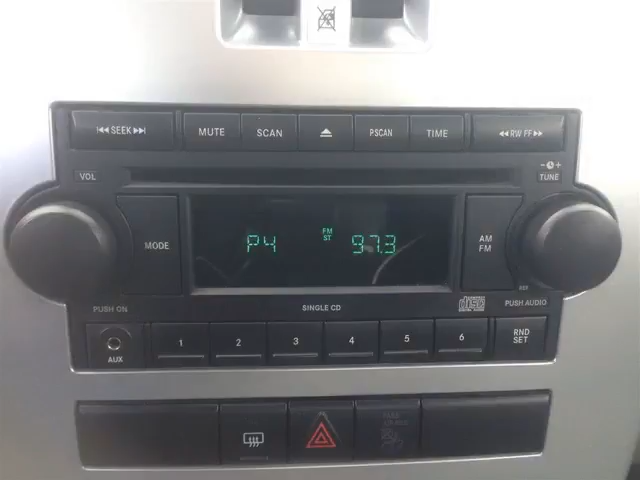 SEEK MUTE SCAN P.SCAN TIME RW FF
VOL - + TUNE
MODE P4 FM ST 97.3 AM FM
PUSH ON SINGLE CD PUSH AUDIO
AUX 1 2 3 4 5 6 RND SET